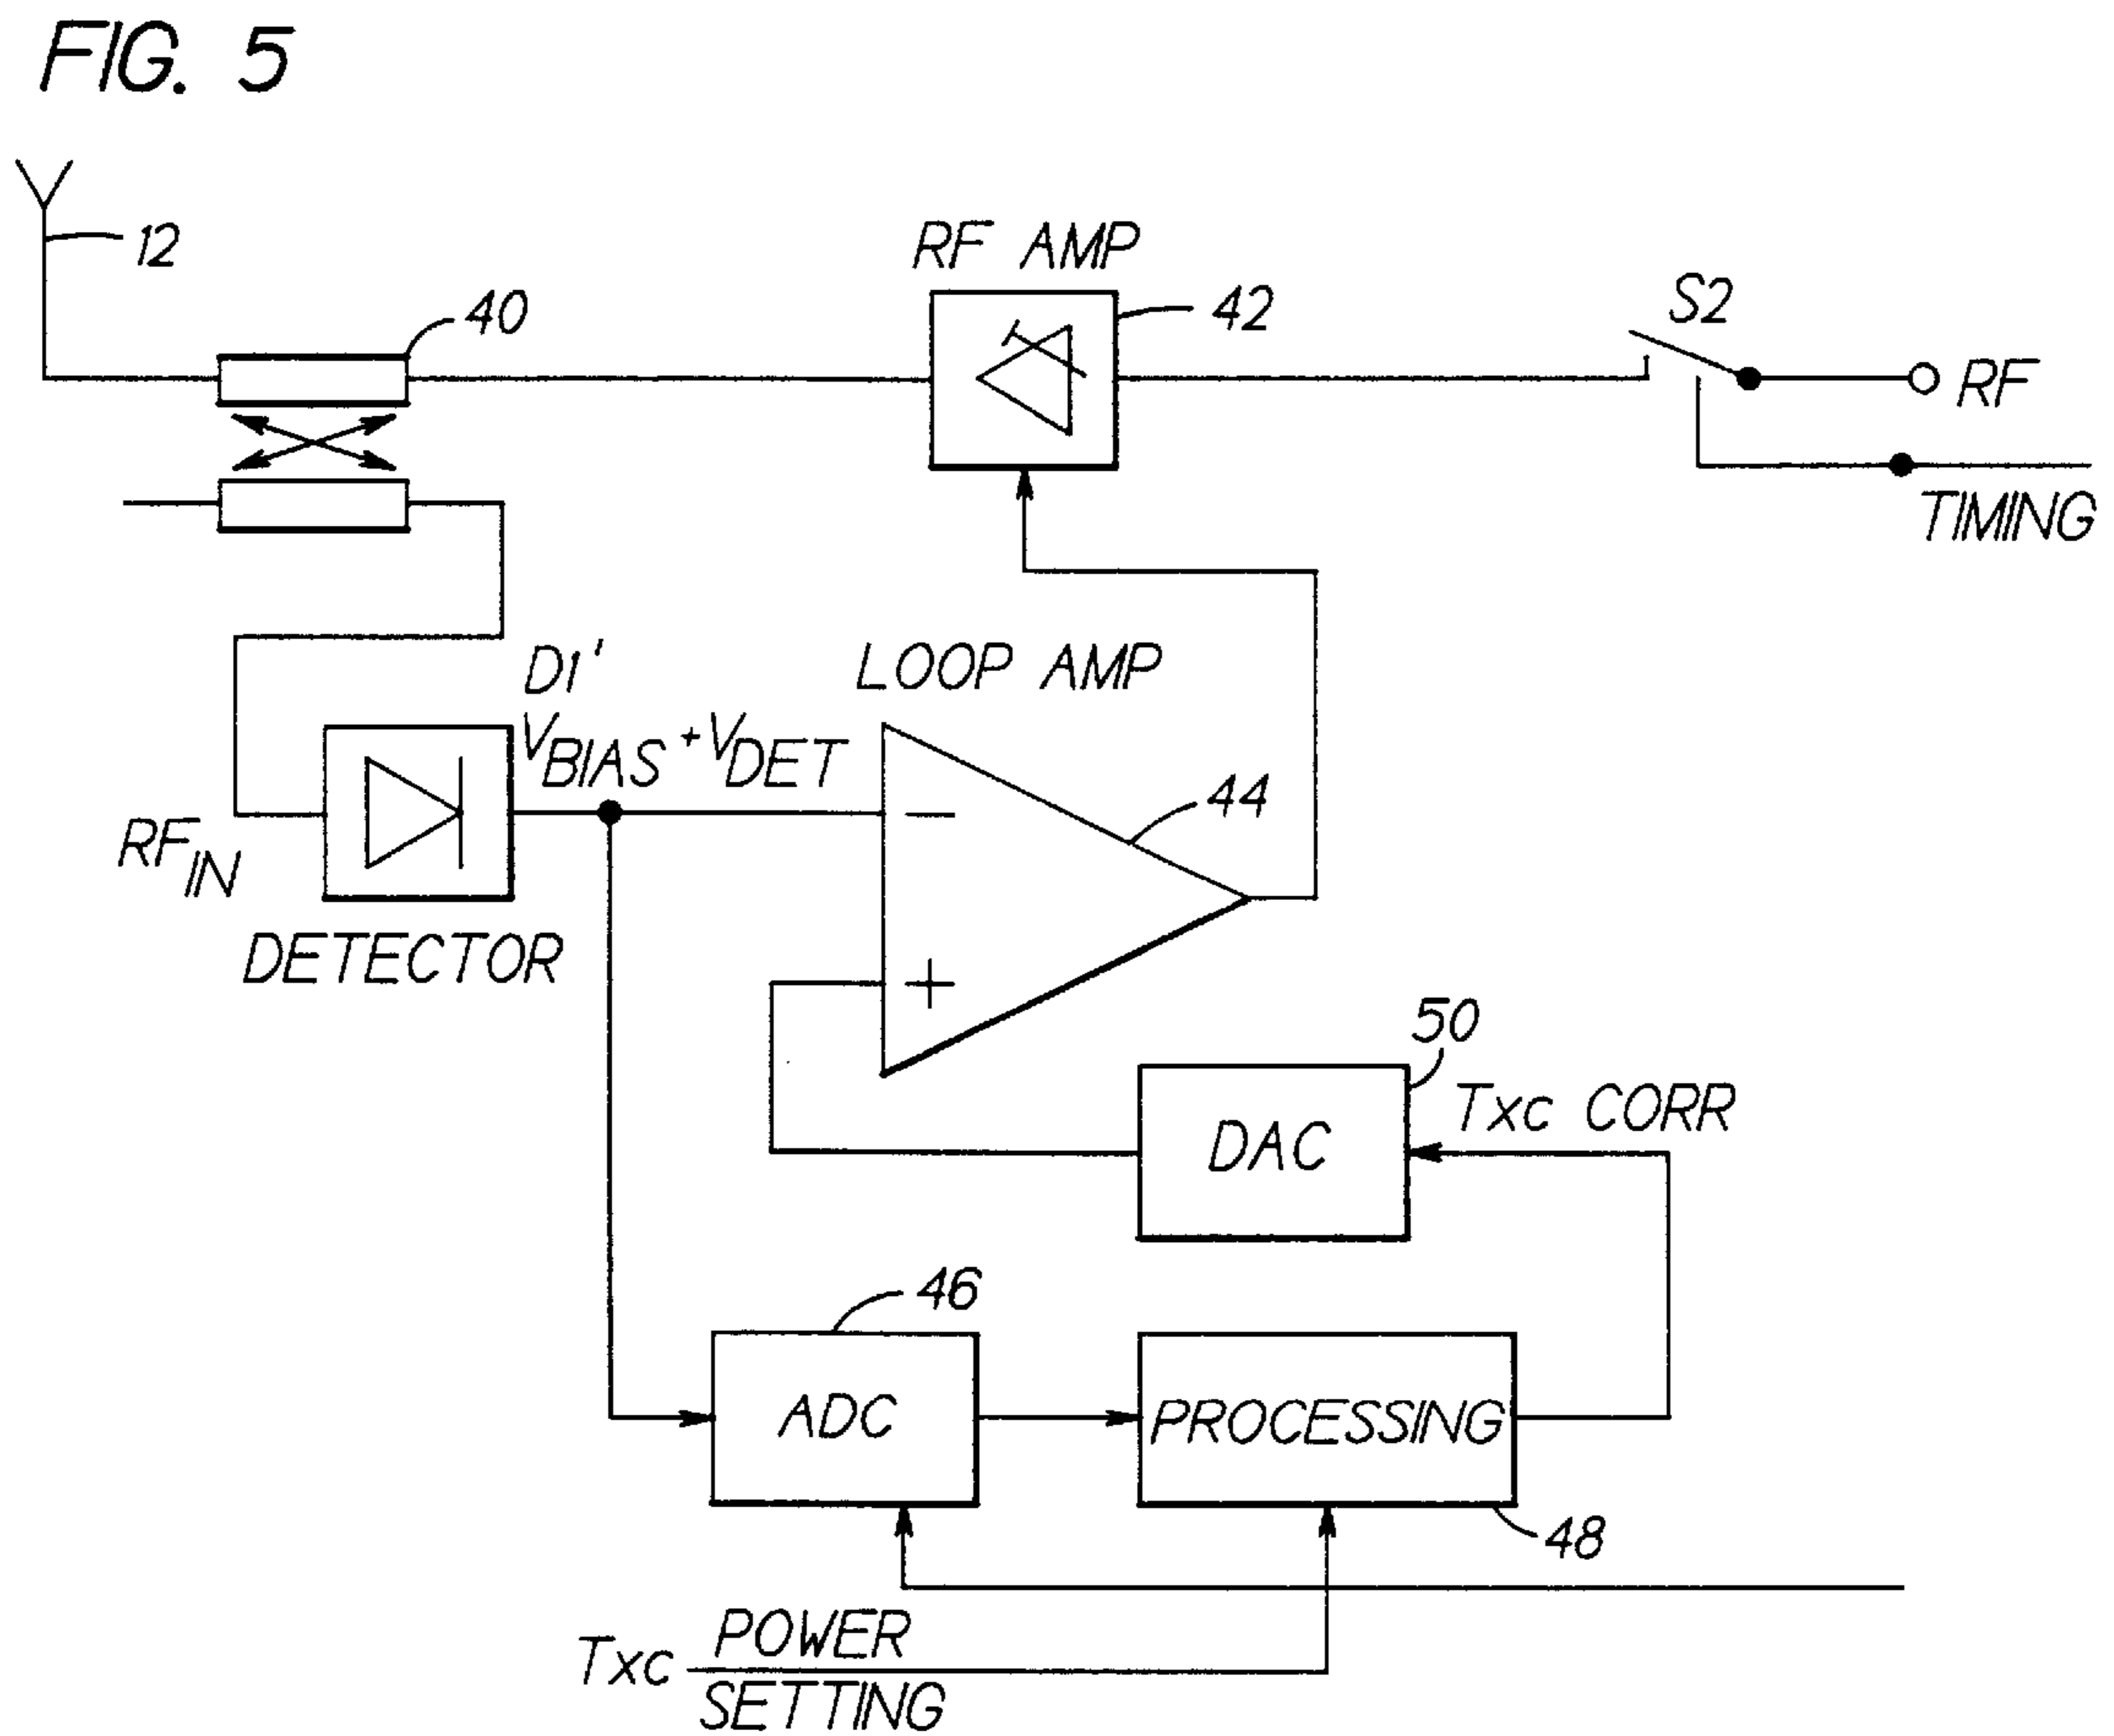 FIG. 5
12
40
RF AMP
42
S2
RF
TIMING
D1'
VBIAS+VDET
LOOP AMP
44
RFIN
DETECTOR
−
+
50
DAC
Txc CORR
46
ADC
PROCESSING
48
Txc POWER SETTING